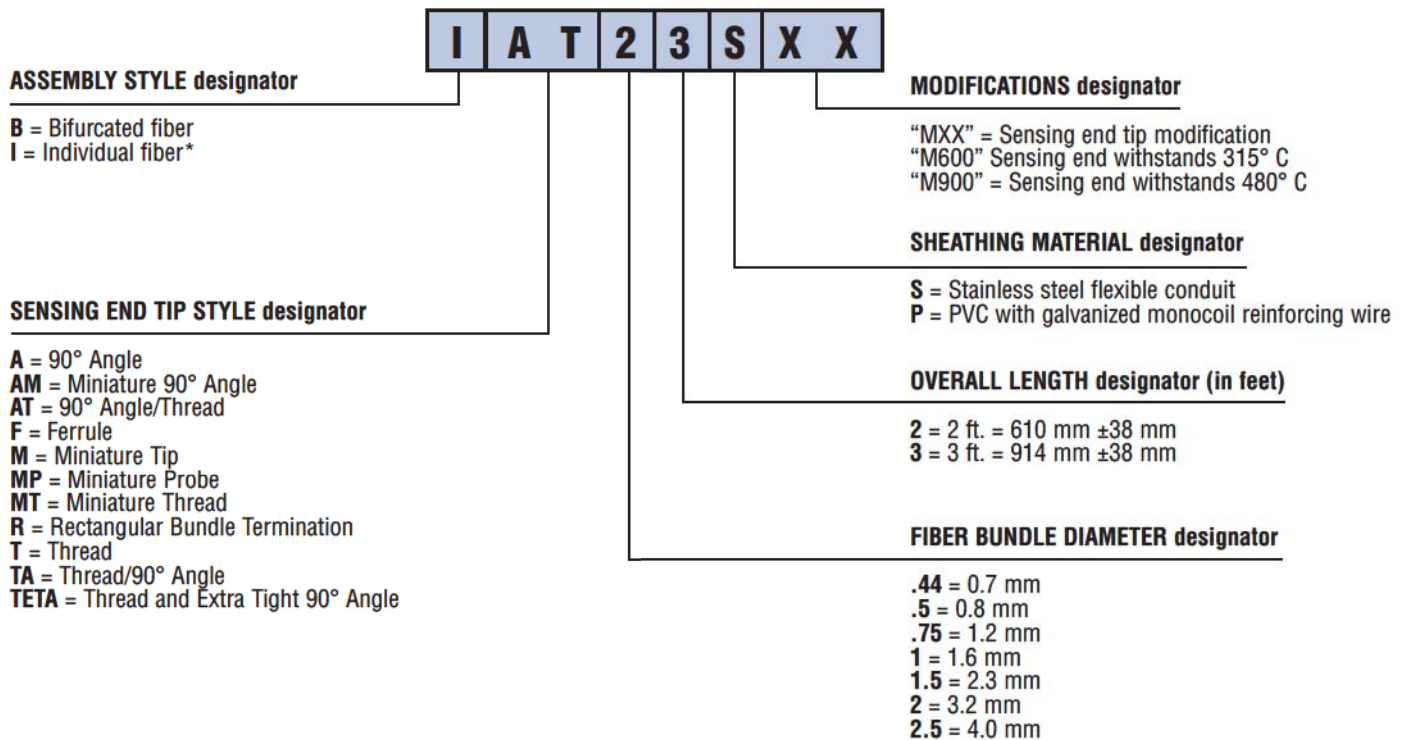 I A T 2 3 S X X
ASSEMBLY STYLE designator
B = Bifurcated fiber
I = Individual fiber*
SENSING END TIP STYLE designator
A = 90° Angle
AM = Miniature 90° Angle
AT = 90° Angle/Thread
F = Ferrule
M = Miniature Tip
MP = Miniature Probe
MT = Miniature Thread
R = Rectangular Bundle Termination
T = Thread
TA = Thread/90° Angle
TETA = Thread and Extra Tight 90° Angle
MODIFICATIONS designator
“MXX” = Sensing end tip modification
“M600” Sensing end withstands 315° C
“M900” = Sensing end withstands 480° C
SHEATHING MATERIAL designator
S = Stainless steel flexible conduit
P = PVC with galvanized monocoil reinforcing wire
OVERALL LENGTH designator (in feet)
2 = 2 ft. = 610 mm ±38 mm
3 = 3 ft. = 914 mm ±38 mm
FIBER BUNDLE DIAMETER designator
.44 = 0.7 mm
.5 = 0.8 mm
.75 = 1.2 mm
1 = 1.6 mm
1.5 = 2.3 mm
2 = 3.2 mm
2.5 = 4.0 mm